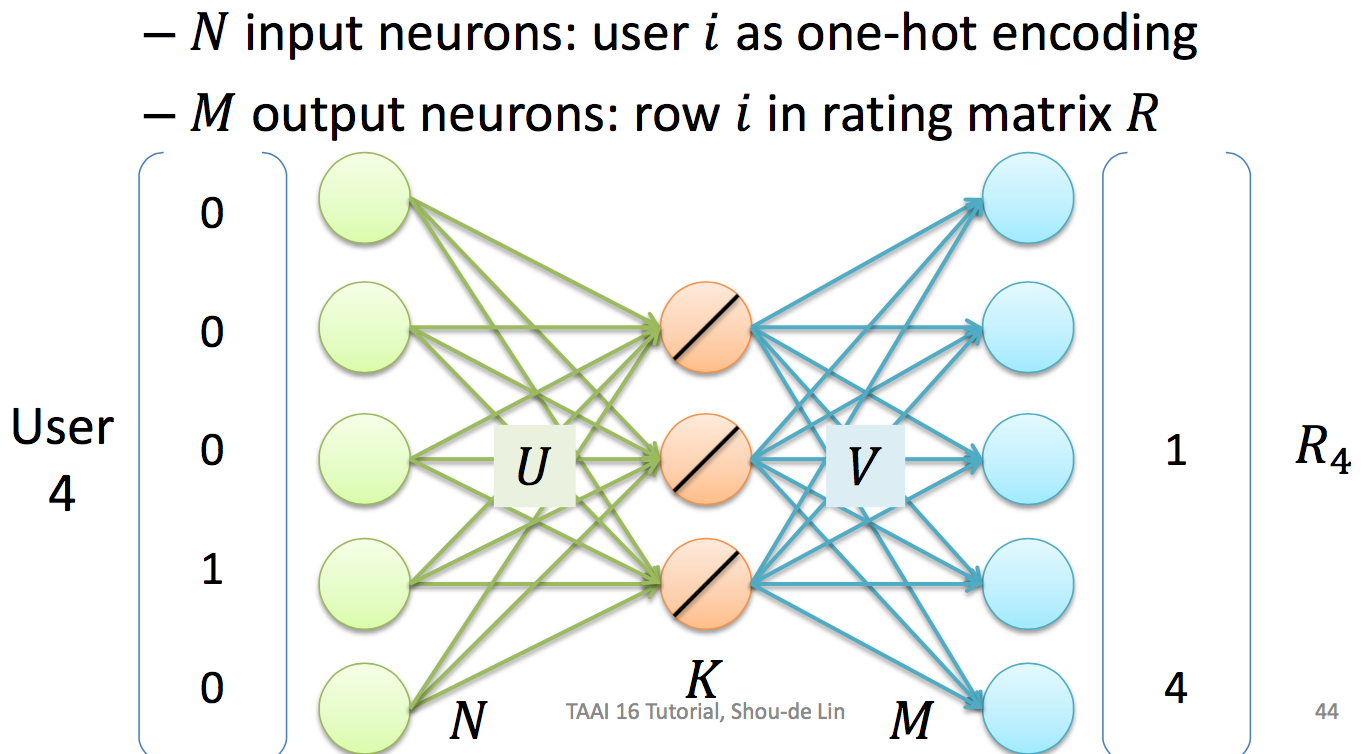 – N input neurons: user i as one-hot encoding
– M output neurons: row i in rating matrix R
0
0
User
4
0
1
0
U
V
N
K
M
1
4
R₄
TAAI 16 Tutorial, Shou-de Lin
44